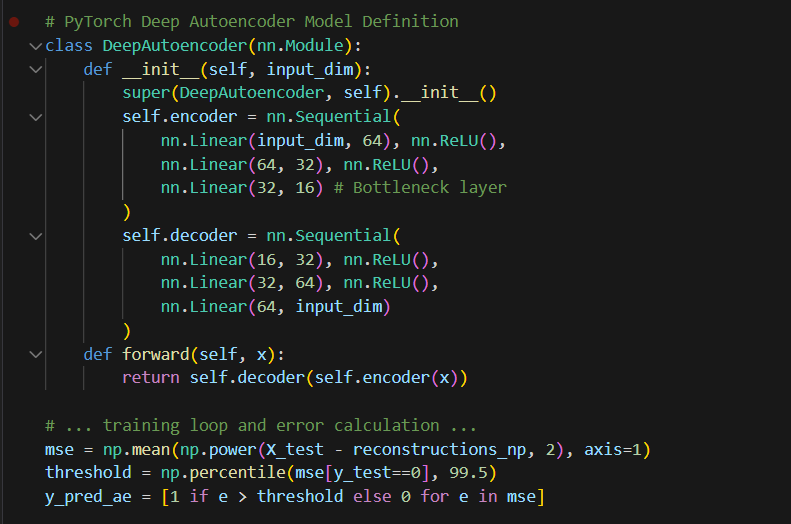 # PyTorch Deep Autoencoder Model Definition
class DeepAutoencoder(nn.Module):
    def __init__(self, input_dim):
        super(DeepAutoencoder, self).__init__()
        self.encoder = nn.Sequential(
            nn.Linear(input_dim, 64), nn.ReLU(),
            nn.Linear(64, 32), nn.ReLU(),
            nn.Linear(32, 16) # Bottleneck layer
        )
        self.decoder = nn.Sequential(
            nn.Linear(16, 32), nn.ReLU(),
            nn.Linear(32, 64), nn.ReLU(),
            nn.Linear(64, input_dim)
        )
    def forward(self, x):
        return self.decoder(self.encoder(x))
# ... training loop and error calculation ...
mse = np.mean(np.power(X_test - reconstructions_np, 2), axis=1)
threshold = np.percentile(mse[y_test==0], 99.5)
y_pred_ae = [1 if e > threshold else 0 for e in mse]